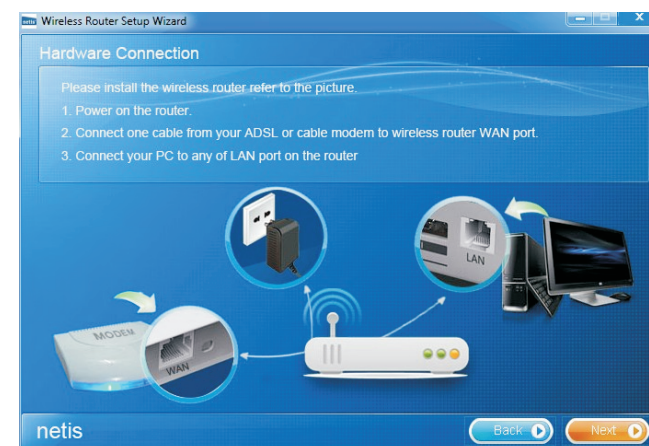 netis Wireless Router Setup Wizard
Hardware Connection
Please install the wireless router refer to the picture.
1. Power on the router.
2. Connect one cable from your ADSL or cable modem to wireless router WAN port.
3. Connect your PC to any of LAN port on the router
LAN
MODEM
WAN
netis
Back
Next